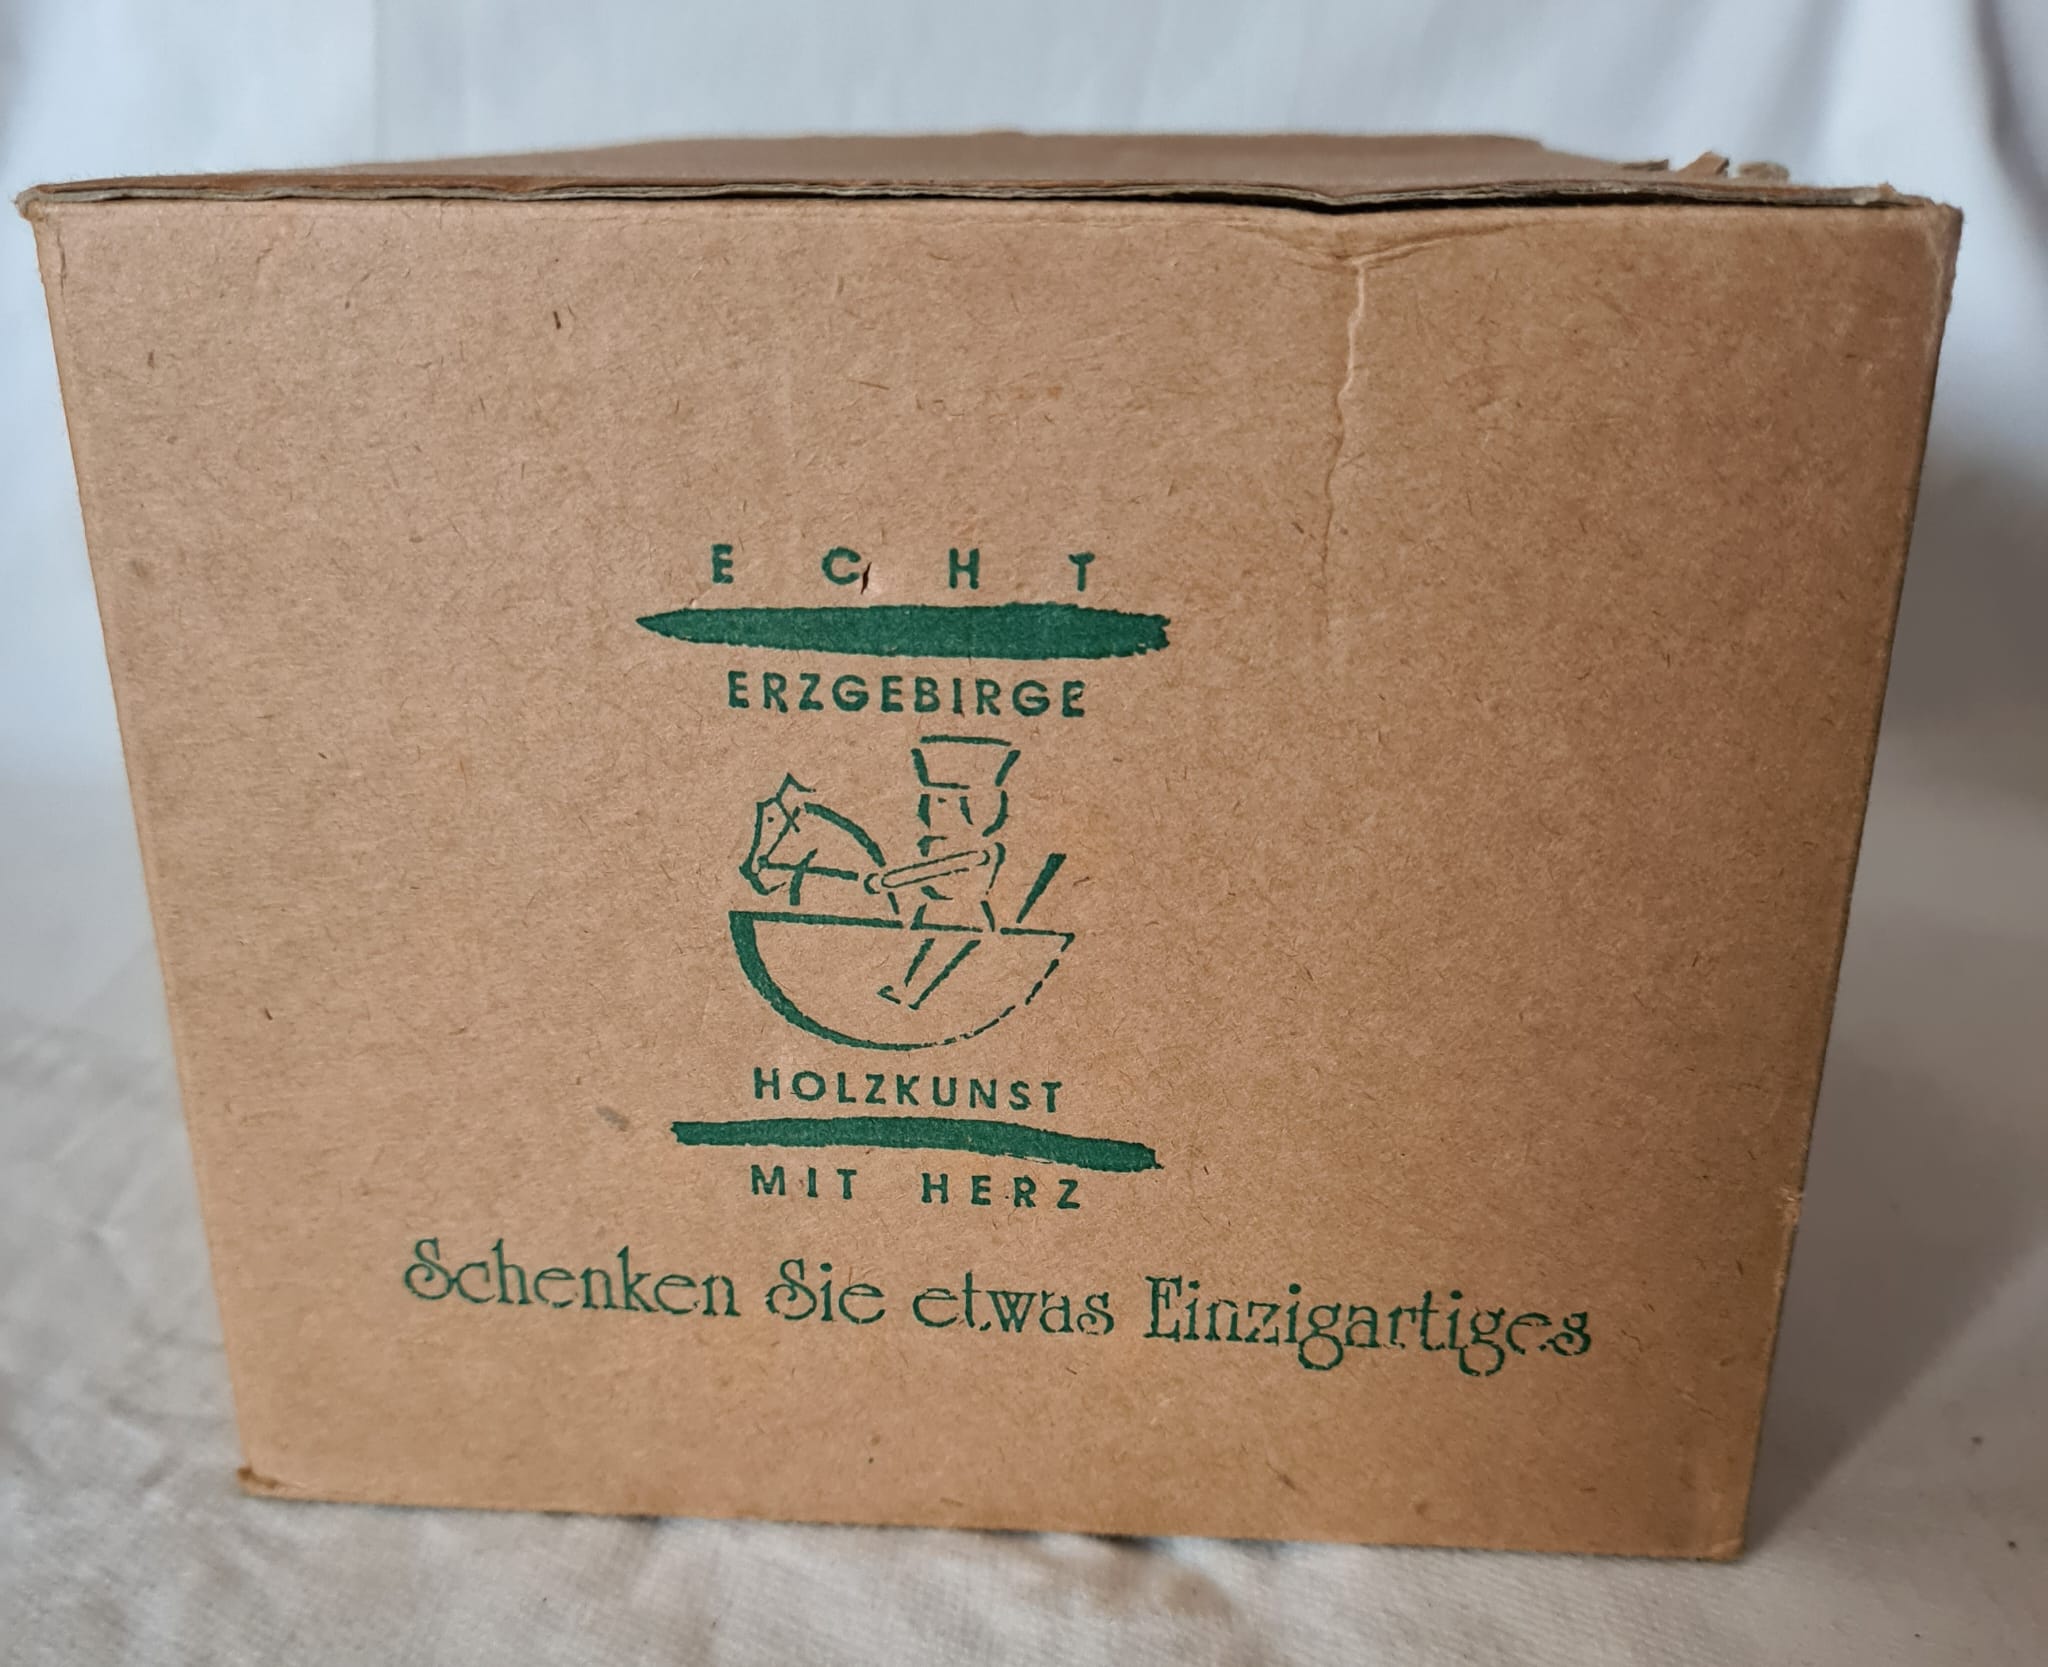 ECHT
ERZGEBIRGE
HOLZKUNST
MIT HERZ
Schenken Sie etwas Einzigartiges